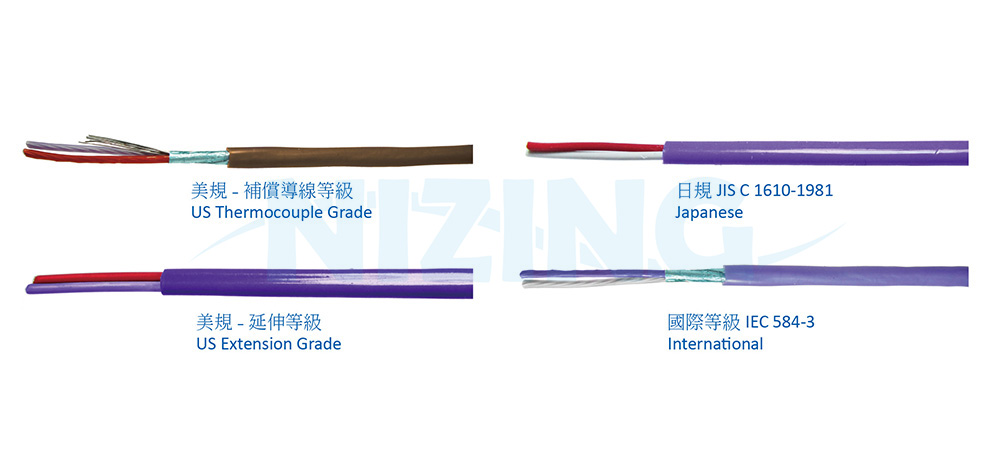 美規 - 補償導線等級
US Thermocouple Grade
日規 JIS C 1610-1981
Japanese
NIZING
美規 - 延伸等級
US Extension Grade
國際等級 IEC 584-3
International